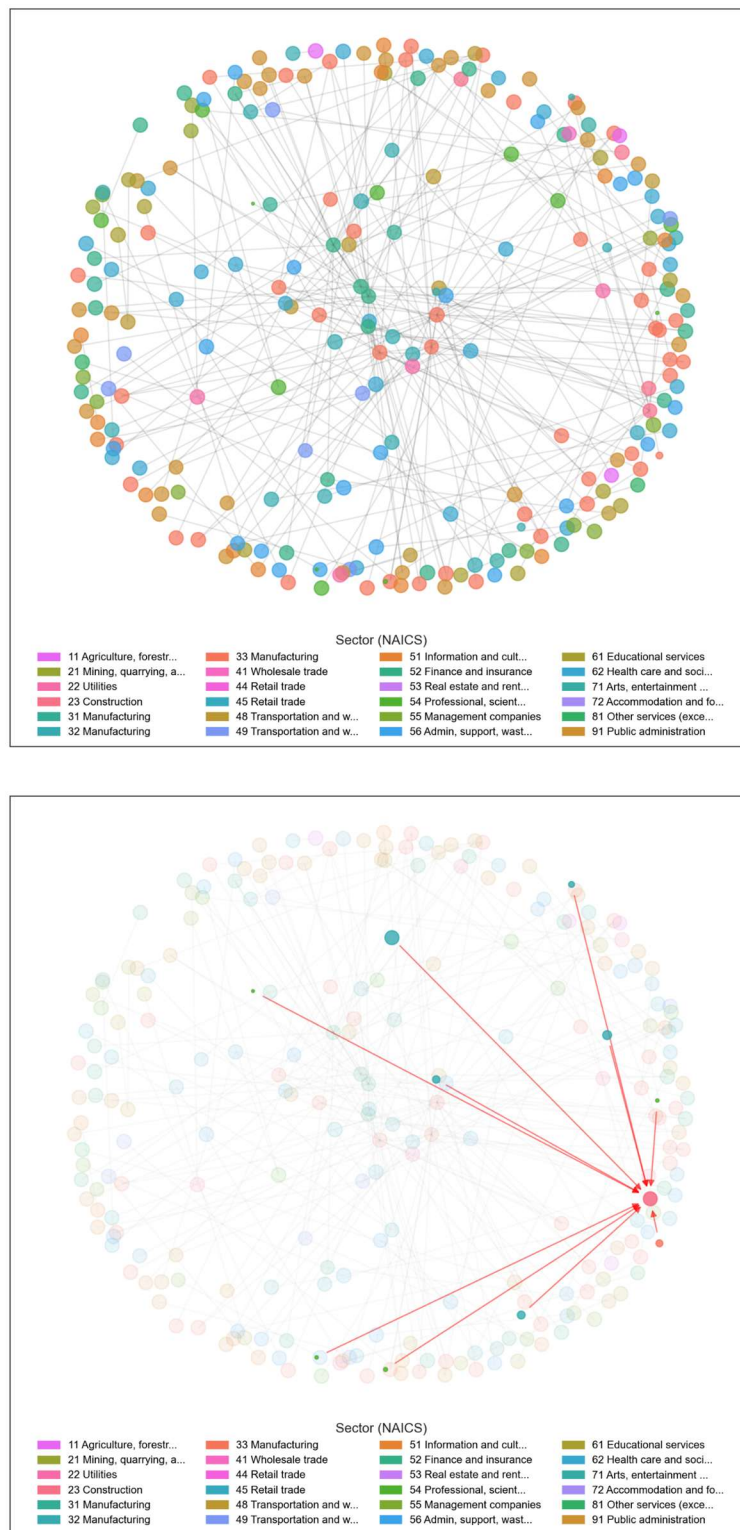 Sector (NAICS)
11 Agriculture, forestr... 33 Manufacturing 51 Information and cult... 61 Educational services
21 Mining, quarrying, a... 41 Wholesale trade 52 Finance and insurance 62 Health care and soci...
22 Utilities 44 Retail trade 53 Real estate and rent... 71 Arts, entertainment ...
23 Construction 45 Retail trade 54 Professional, scient... 72 Accommodation and fo...
31 Manufacturing 48 Transportation and w... 55 Management companies 81 Other services (exce...
32 Manufacturing 49 Transportation and w... 56 Admin, support, wast... 91 Public administration
Sector (NAICS)
11 Agriculture, forestr... 33 Manufacturing 51 Information and cult... 61 Educational services
21 Mining, quarrying, a... 41 Wholesale trade 52 Finance and insurance 62 Health care and soci...
22 Utilities 44 Retail trade 53 Real estate and rent... 71 Arts, entertainment ...
23 Construction 45 Retail trade 54 Professional, scient... 72 Accommodation and fo...
31 Manufacturing 48 Transportation and w... 55 Management companies 81 Other services (exce...
32 Manufacturing 49 Transportation and w... 56 Admin, support, wast... 91 Public administration